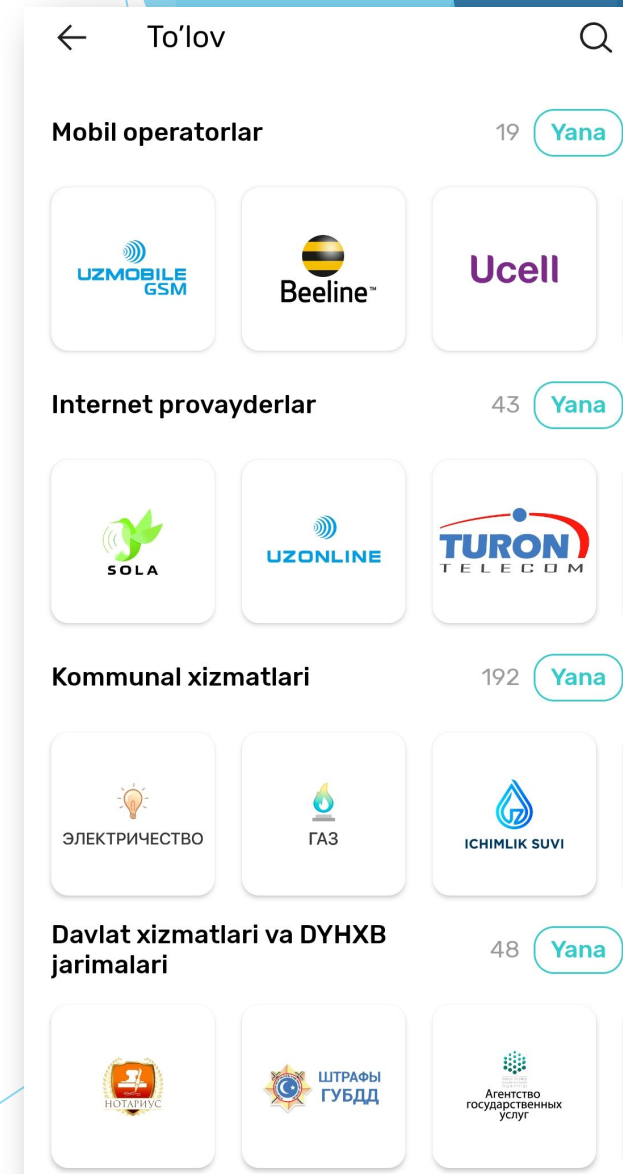 To‘lov
Mobil operatorlar 19 Yana
UZMOBILE
GSM
Beeline™
Ucell
Internet provayderlar 43 Yana
SOLA
UZONLINE
TURON
TELECOM
Kommunal xizmatlari 192 Yana
ЭЛЕКТРИЧЕСТВО
ГАЗ
UZ
ICHIMLIK SUVI
Davlat xizmatlari va DYHXB
jarimalari 48 Yana
НОТАРИУС
ШТРАФЫ
ГУБДД
Агентство
государственных
услуг